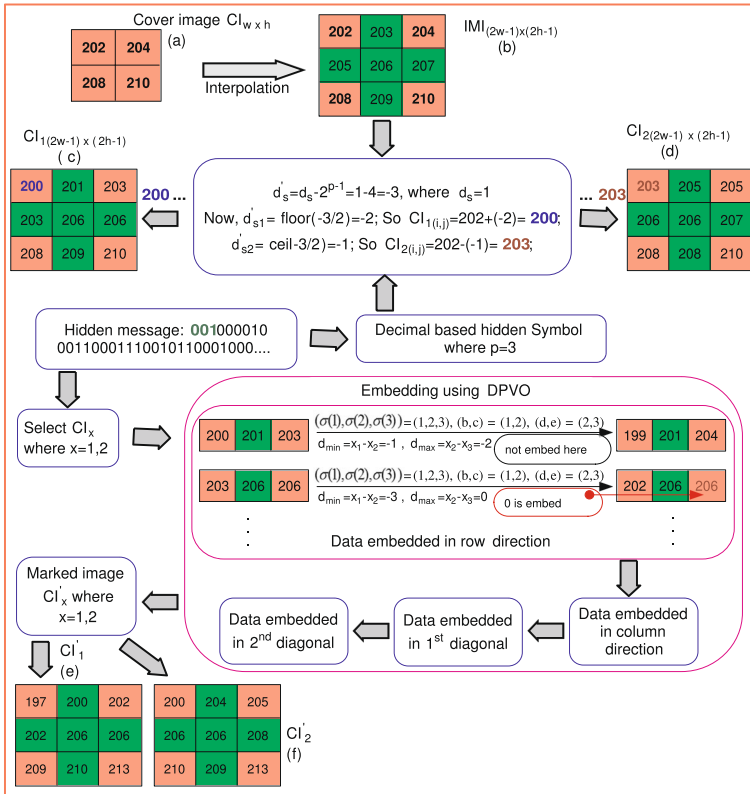 Cover image CI w x h
(a)
202 204
208 210
Interpolation
IMI (2w-1)x(2h-1)
(b)
202 203 204
205 206 207
208 209 210
CI 1(2w-1) x (2h-1)
( c )
200 201 203
203 206 206
208 209 210
200 ...
d's=ds-2^p-1=1-4=-3, where ds=1
Now, d's1= floor(-3/2)=-2; So CI1(i,j)=202+(-2)= 200;
d's2= ceil-3/2)=-1; So CI2(i,j)=202-(-1)= 203;
... 203
CI 2(2w-1) x (2h-1)
(d)
203 205 205
206 206 207
208 208 210
Hidden message: 001000010
00110001110010110001000....
Decimal based hidden Symbol
where p=3
Select CIx
where x=1,2
Embedding using DPVO
200 201 203
(σ(1), σ(2), σ(3))=(1,2,3), (b,c) = (1,2), (d,e) = (2,3)
dmin=x1-x2=-1 , dmax=x2-x3=-2
not embed here
199 201 204
203 206 206
(σ(1), σ(2), σ(3))=(1,2,3), (b,c) = (1,2), (d,e) = (2,3)
dmin=x1-x2=-3 , dmax=x2-x3=0
0 is embed
202 206 206
Data embedded in row direction
Data embedded
in column
direction
Data embedded
in 1st diagonal
Data embedded
in 2nd diagonal
Marked image
CI'x where
x=1,2
CI'1
(e)
197 200 202
202 206 206
209 210 213
200 204 205
206 206 208
210 209 213
CI'2
(f)